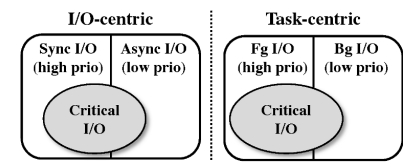 I/O-centric
Sync I/O
(high prio)
Async I/O
(low prio)
Critical
I/O
Task-centric
Fg I/O
(high prio)
Bg I/O
(low prio)
Critical
I/O